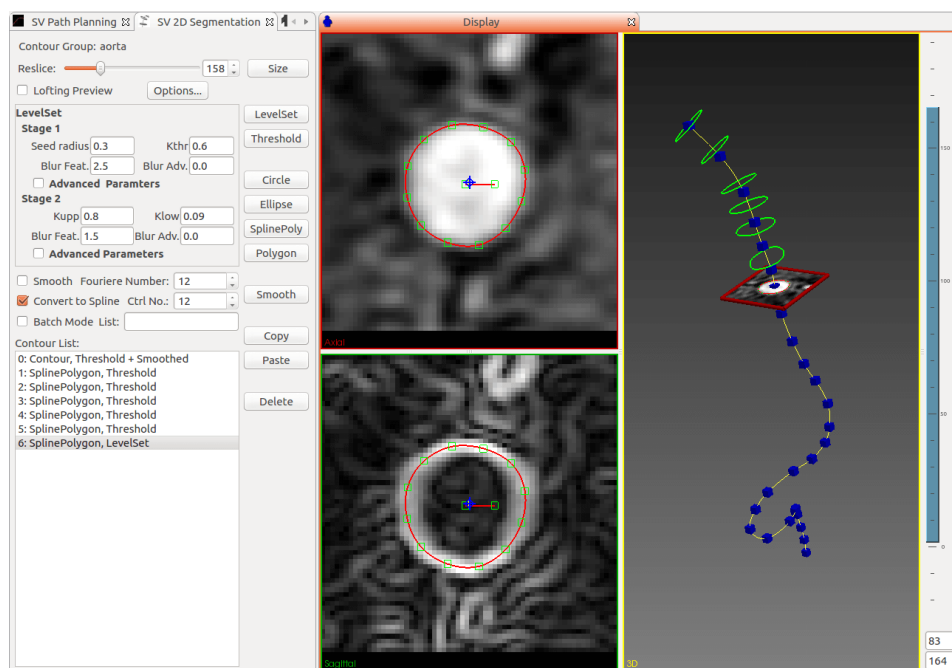 SV Path Planning
SV 2D Segmentation
Display
Contour Group: aorta
Reslice: 158 Size
Lofting Preview Options...
LevelSet
Stage 1
Seed radius 0.3 Kthr 0.6
Blur Feat. 2.5 Blur Adv. 0.0
Advanced Paramters
Stage 2
Kupp 0.8 Klow 0.09
Blur Feat. 1.5 Blur Adv. 0.0
Advanced Parameters
LevelSet
Threshold
Circle
Ellipse
SplinePoly
Polygon
Smooth Fouriere Number: 12
Convert to Spline Ctrl No.: 12
Smooth
Batch Mode List:
Contour List:
0: Contour, Threshold + Smoothed
1: SplinePolygon, Threshold
2: SplinePolygon, Threshold
3: SplinePolygon, Threshold
4: SplinePolygon, Threshold
5: SplinePolygon, Threshold
6: SplinePolygon, LevelSet
Copy
Paste
Delete
Axial
Sagittal
3D
150
100
50
0
83
164